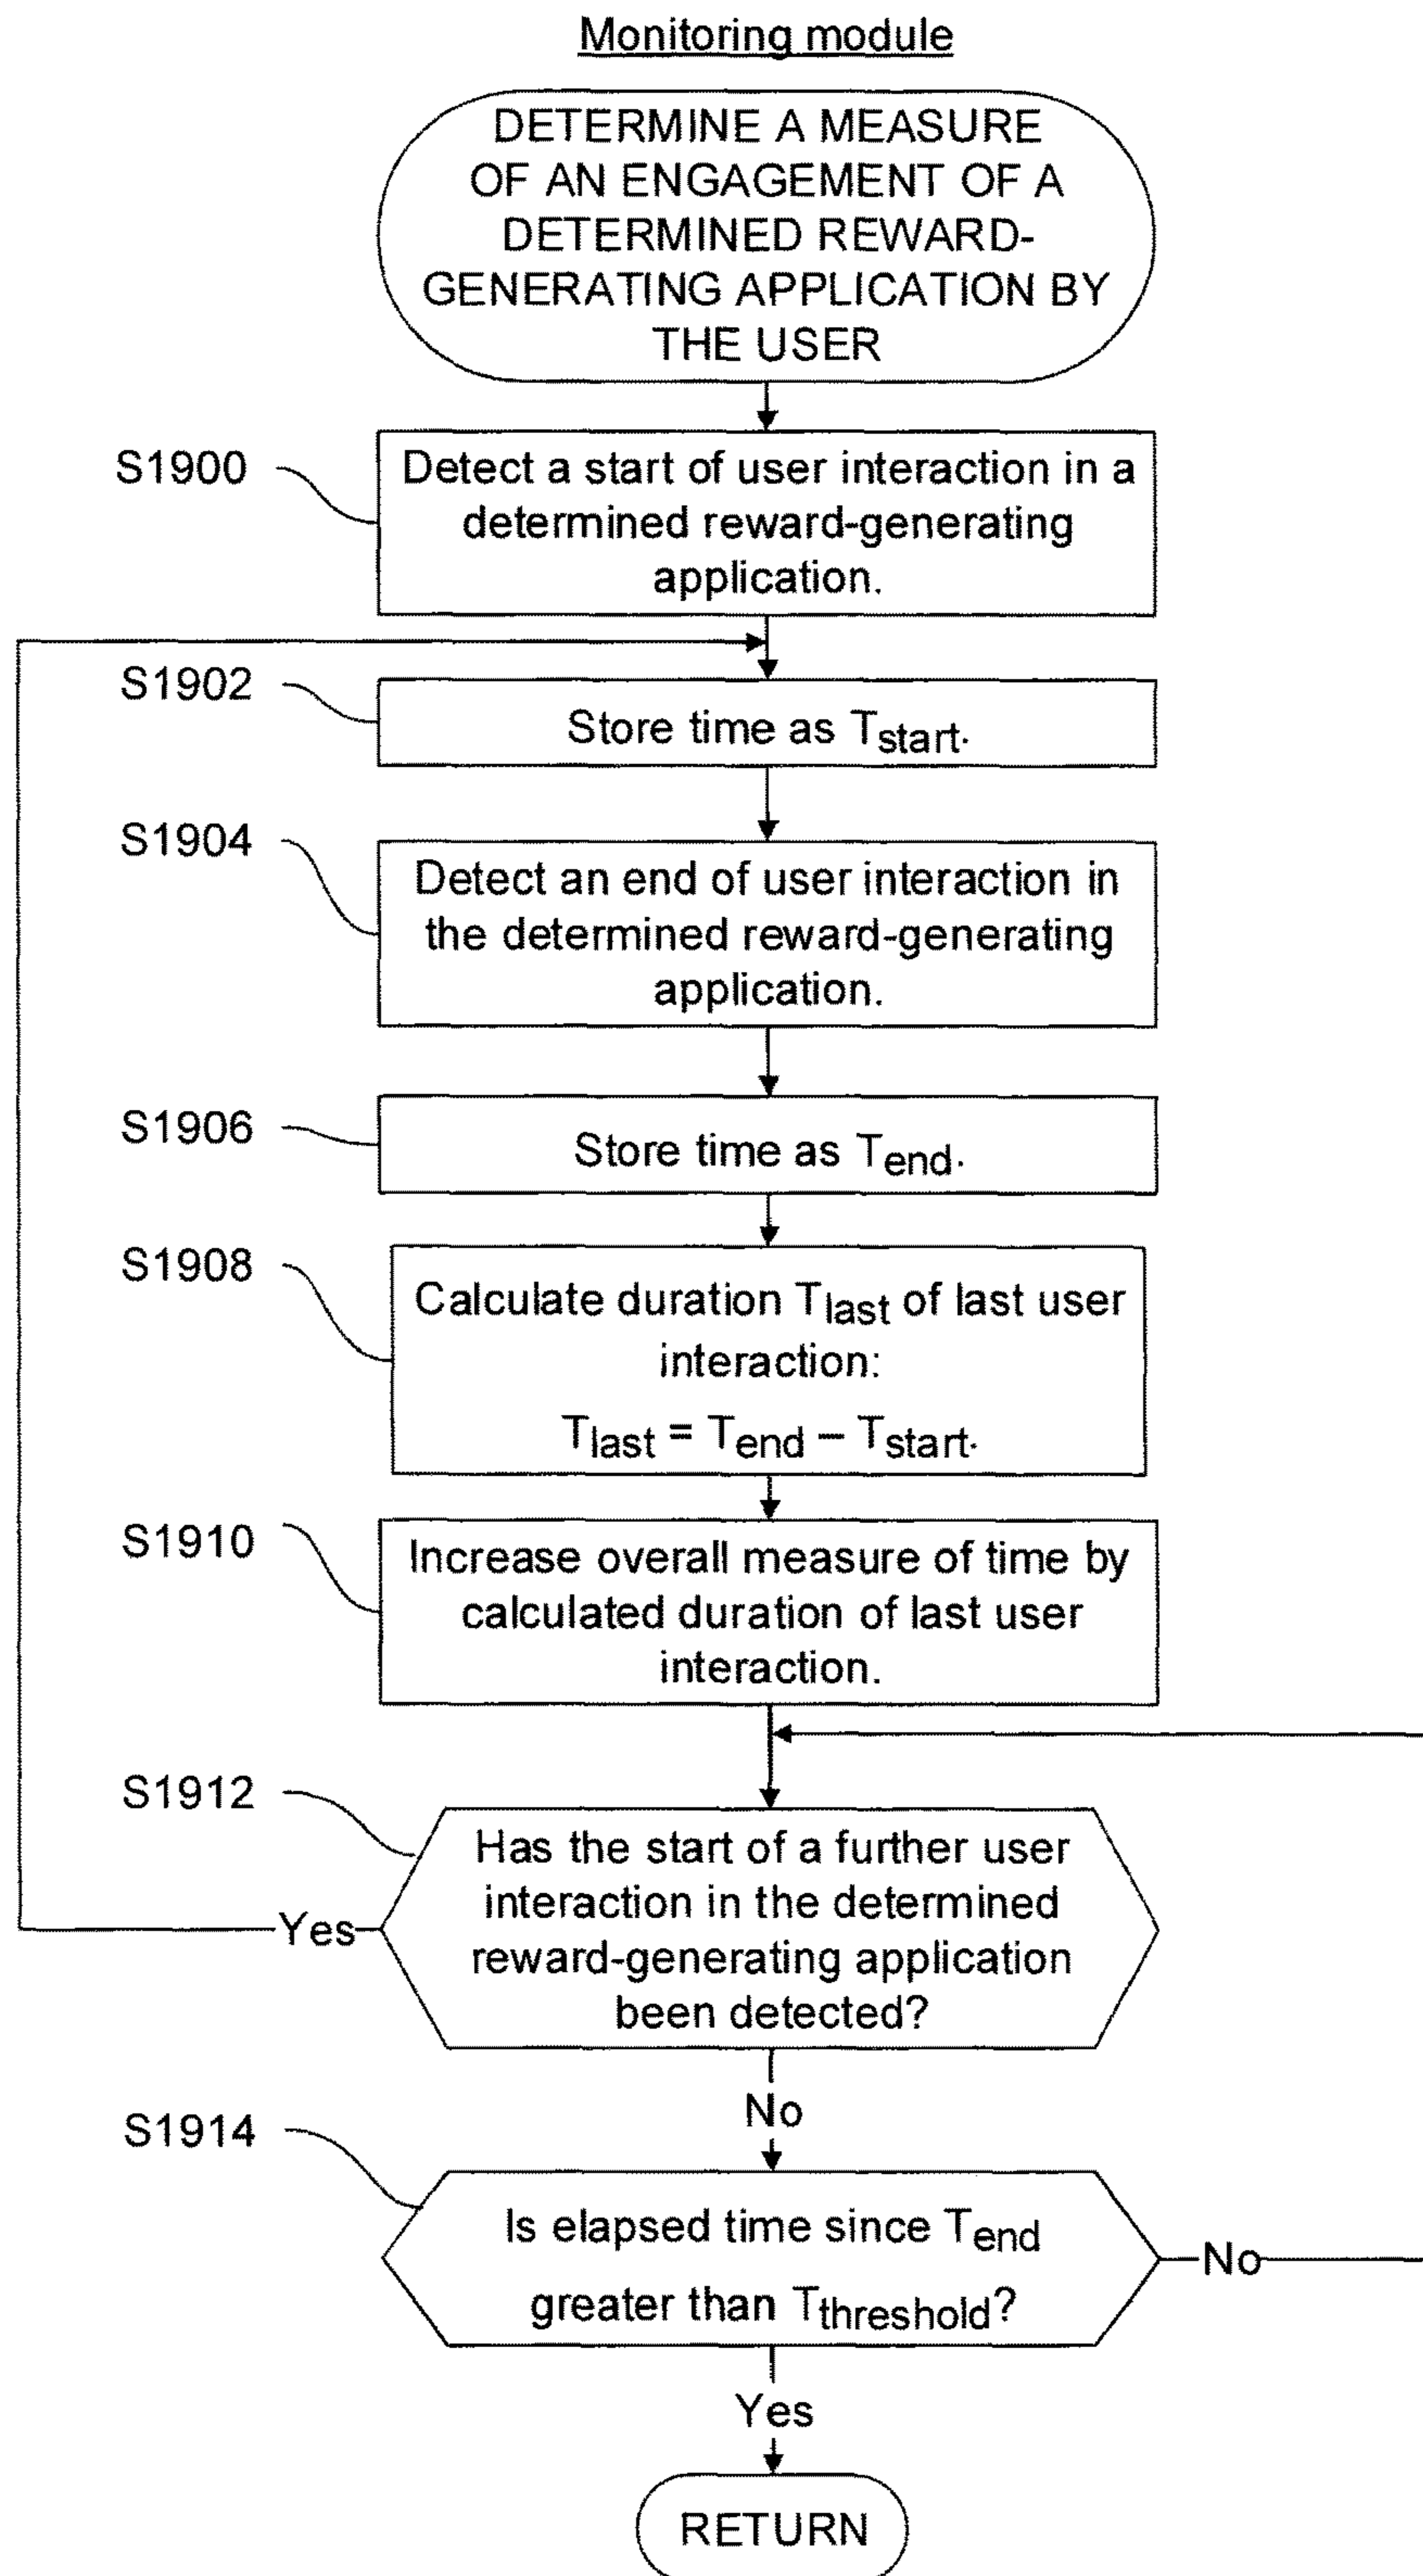 Monitoring module
DETERMINE A MEASURE
OF AN ENGAGEMENT OF A
DETERMINED REWARD-
GENERATING APPLICATION BY
THE USER
S1900
Detect a start of user interaction in a
determined reward-generating
application.
S1902
Store time as Tstart.
S1904
Detect an end of user interaction in
the determined reward-generating
application.
S1906
Store time as Tend.
S1908
Calculate duration Tlast of last user
interaction:
Tlast = Tend – Tstart.
S1910
Increase overall measure of time by
calculated duration of last user
interaction.
S1912
Has the start of a further user
interaction in the determined
reward-generating application
been detected?
Yes
No
S1914
Is elapsed time since Tend
greater than Tthreshold?
No
Yes
RETURN